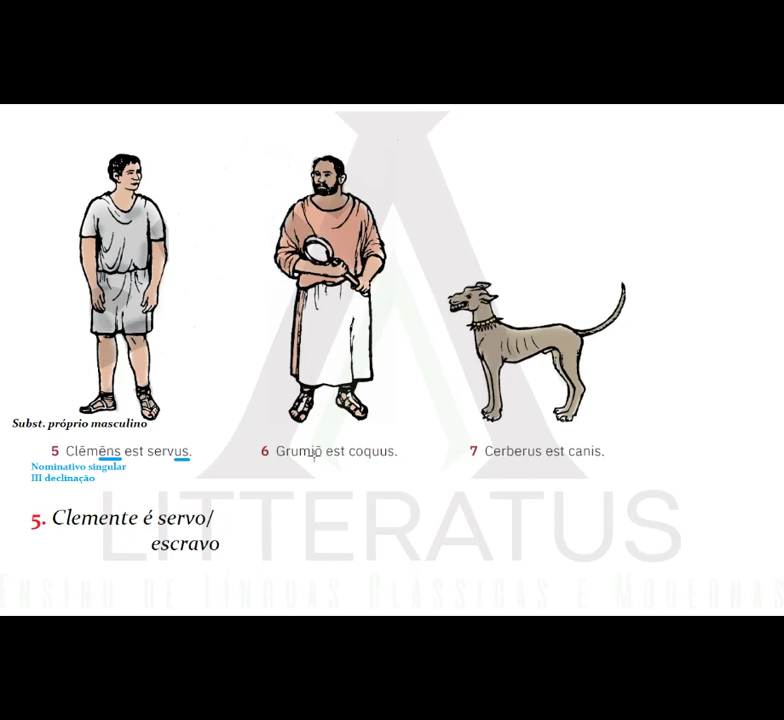 Subst. próprio masculino
5 Clēmēns est servus.
6 Grumiō est coquus.
7 Cerberus est canis.
Nominativo singular
III declinação
5. Clemente é servo/
escravo
LITTERATUS
ENSINO DE LÍNGUAS CLÁSSICAS E MODERNAS